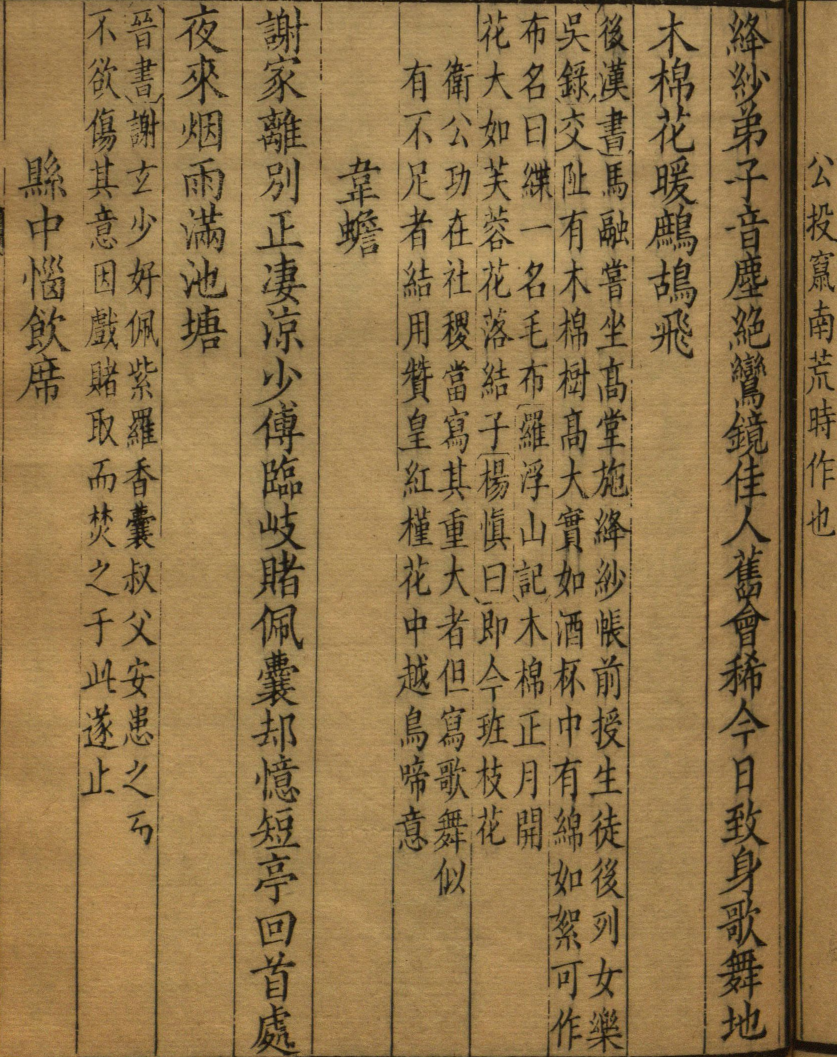 公投竄南荒時作也
絳紗弟子音塵絕鸞鏡佳人舊會稀今日致身歌舞地
木棉花暖鷓鴣飛
後漢書馬融嘗坐高堂施絳紗帳前授生徒後列女樂
吳錄交阯有木棉樹高大實如酒杯中有綿如絮可作
布名曰緤一名毛布羅浮山記木棉正月開
花大如芙蓉花落結子楊慎曰即今班枝花
衛公功在社稷當寫其重大者但寫歌舞似
有不足者結用贊皇紅槿花中越鳥啼意
韋蟾
謝家離別正凄涼少傅臨岐賭佩囊却憶短亭回首處
夜來烟雨滿池塘
晉書謝玄少好佩紫羅香囊叔父安患之而
不欲傷其意因戲賭取而焚之于此遂止
縣中惱飲席